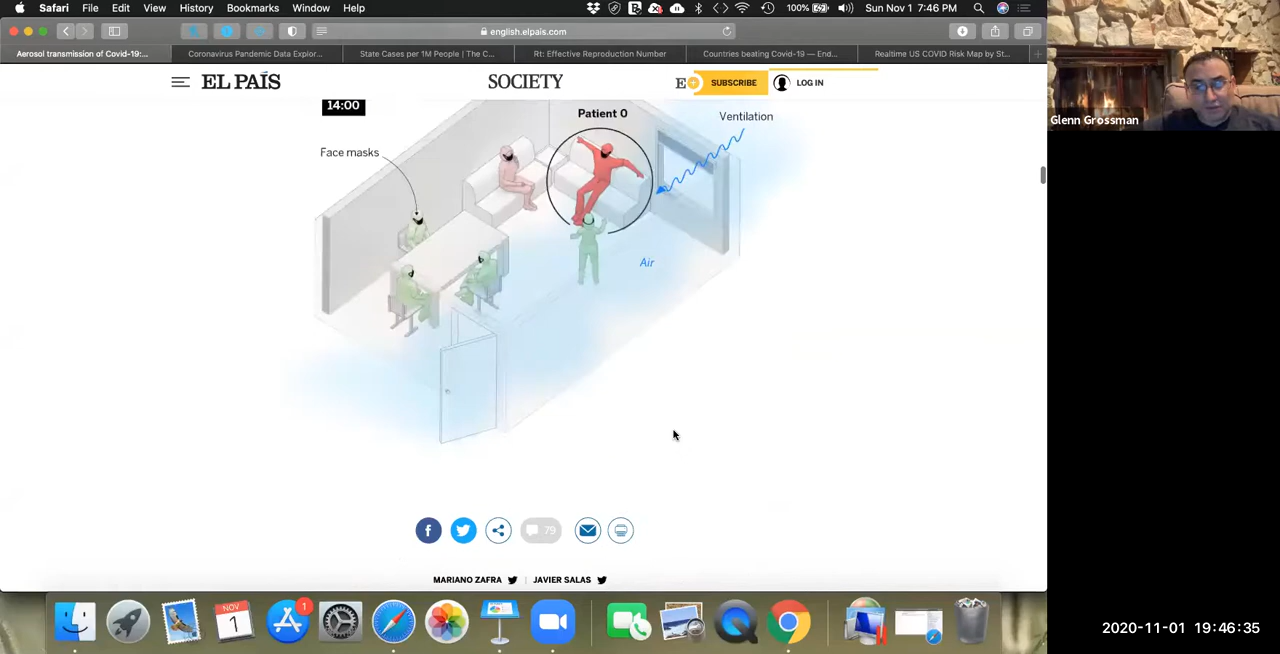 Safari File Edit View History Bookmarks Window Help
100% Sun Nov 1 7:46 PM
english.elpais.com
Aerosol transmission of Covid-19:...
Coronavirus Pandemic Data Explor...
State Cases per 1M People | The C...
Rt: Effective Reproduction Number
Countries beating Covid-19 — End...
Realtime US COVID Risk Map by St...
EL PAÍS
SOCIETY
E+ SUBSCRIBE
LOG IN
14:00
Patient 0
Ventilation
Face masks
Air
79
MARIANO ZAFRA | JAVIER SALAS
NOV
1
1
Glenn Grossman
2020-11-01 19:46:35